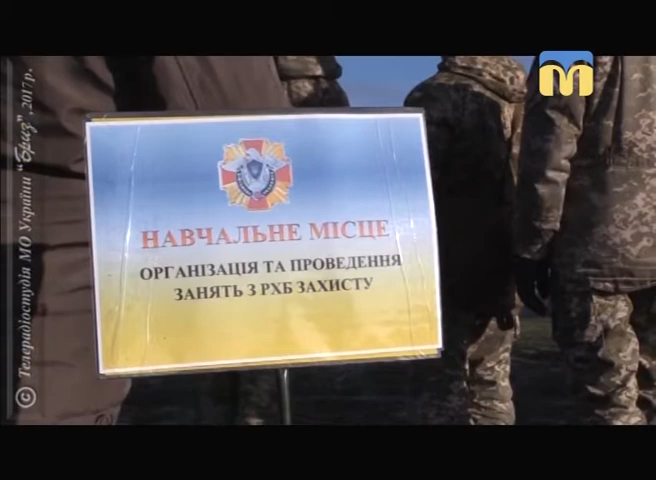 НАВЧАЛЬНЕ МІСЦЕ
ОРГАНІЗАЦІЯ ТА ПРОВЕДЕННЯ
ЗАНЯТЬ З РХБ ЗАХИСТУ
© Телерадіостудія МО України "Бриз", 2017 р.
М